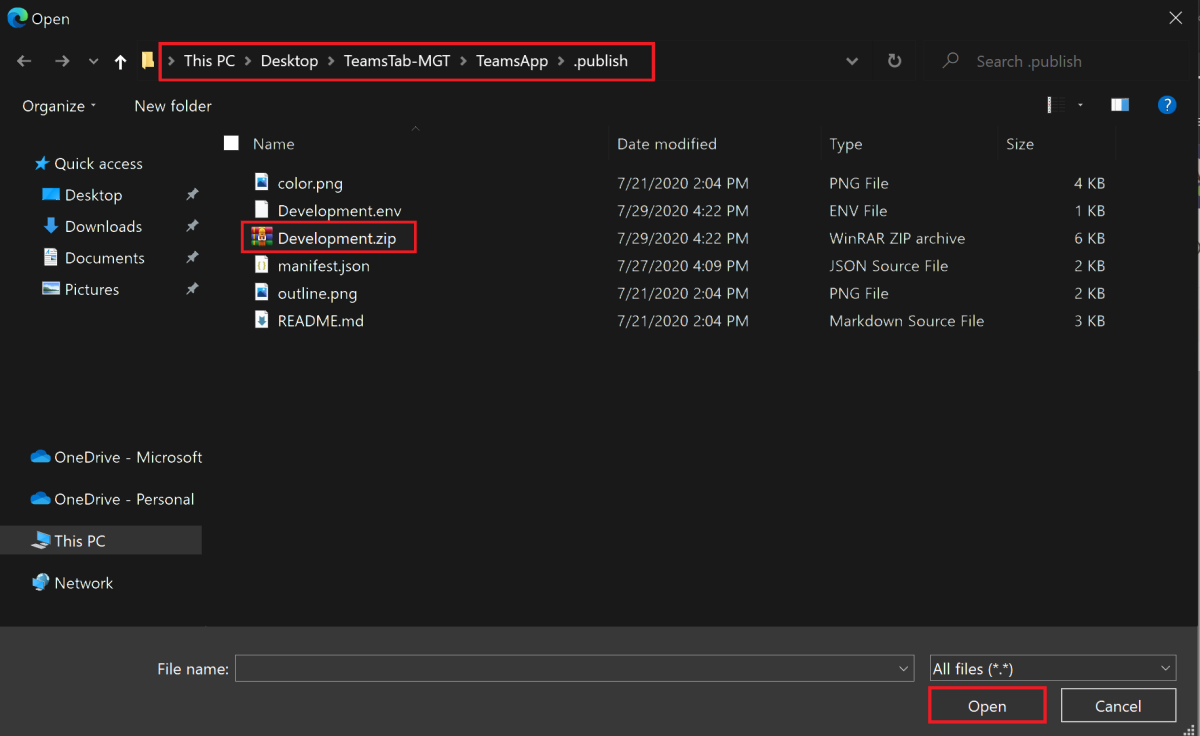 Open
This PC > Desktop > TeamsTab-MGT > TeamsApp > .publish
Search .publish
Organize
New folder
?
Name Date modified Type Size
Quick access
Desktop
Downloads
Documents
Pictures
OneDrive - Microsoft
OneDrive - Personal
This PC
Network
color.png 7/21/2020 2:04 PM PNG File 4 KB
Development.env 7/29/2020 4:22 PM ENV File 1 KB
Development.zip 7/29/2020 4:22 PM WinRAR ZIP archive 6 KB
manifest.json 7/27/2020 4:09 PM JSON Source File 2 KB
outline.png 7/21/2020 2:04 PM PNG File 2 KB
README.md 7/21/2020 2:04 PM Markdown Source File 3 KB
File name:
All files (*.*)
Open
Cancel